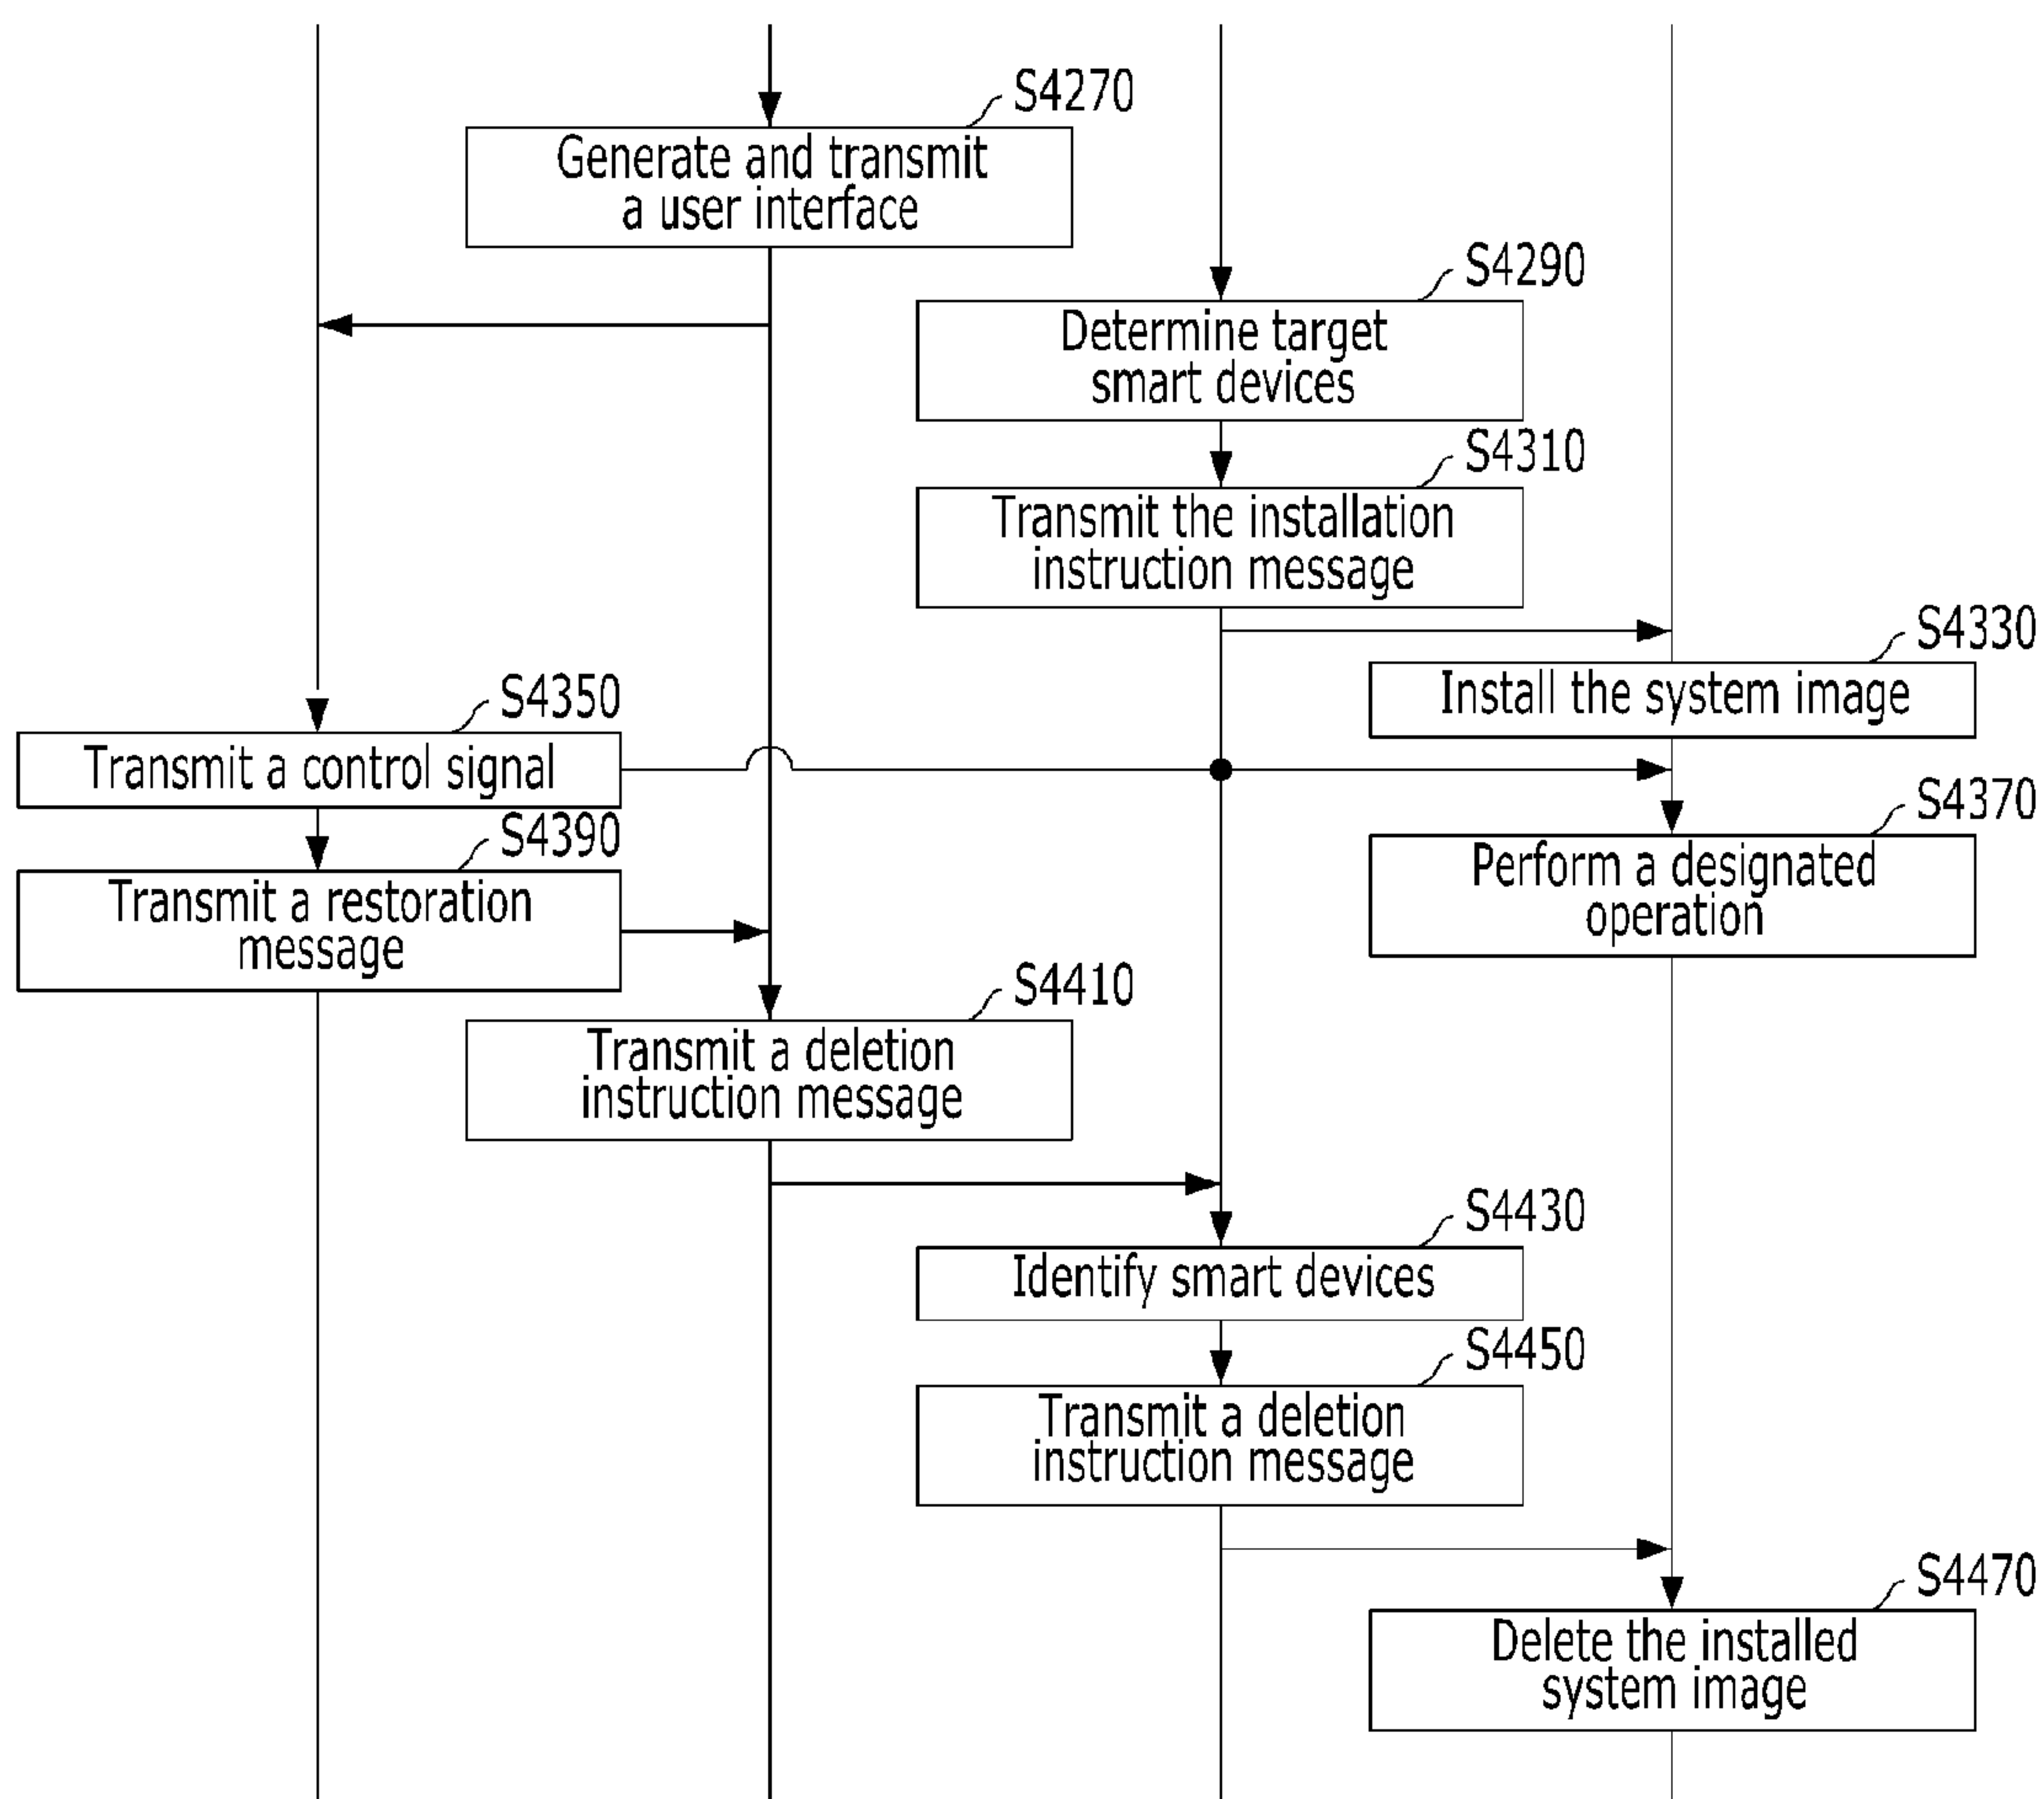 S4270
Generate and transmit
a user interface
S4290
Determine target
smart devices
S4310
Transmit the installation
instruction message
S4330
Install the system image
S4350
Transmit a control signal
S4370
Perform a designated
operation
S4390
Transmit a restoration
message
S4410
Transmit a deletion
instruction message
S4430
Identify smart devices
S4450
Transmit a deletion
instruction message
S4470
Delete the installed
system image